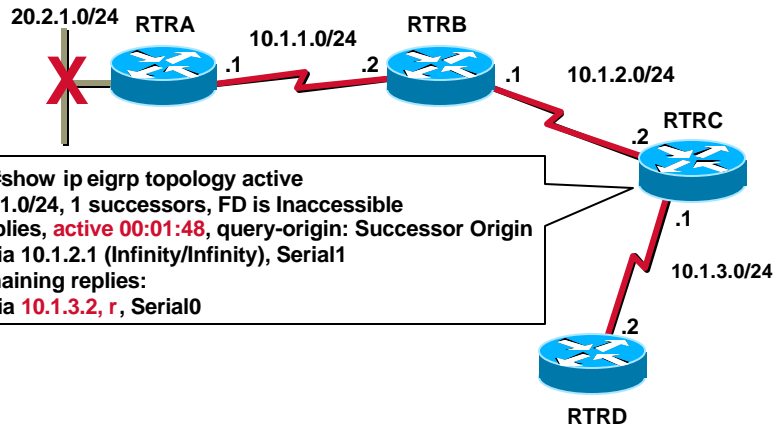 20.2.1.0/24
RTRA
RTRB
10.1.1.0/24
.1
.2
.1
10.1.2.0/24
RTRC
.2
show ip eigrp topology active
1.0/24, 1 successors, FD is Inaccessible
plies, active 00:01:48, query-origin: Successor Origin
ia 10.1.2.1 (Infinity/Infinity), Serial1
aining replies:
ia 10.1.3.2, r, Serial0
.1
10.1.3.0/24
.2
RTRD